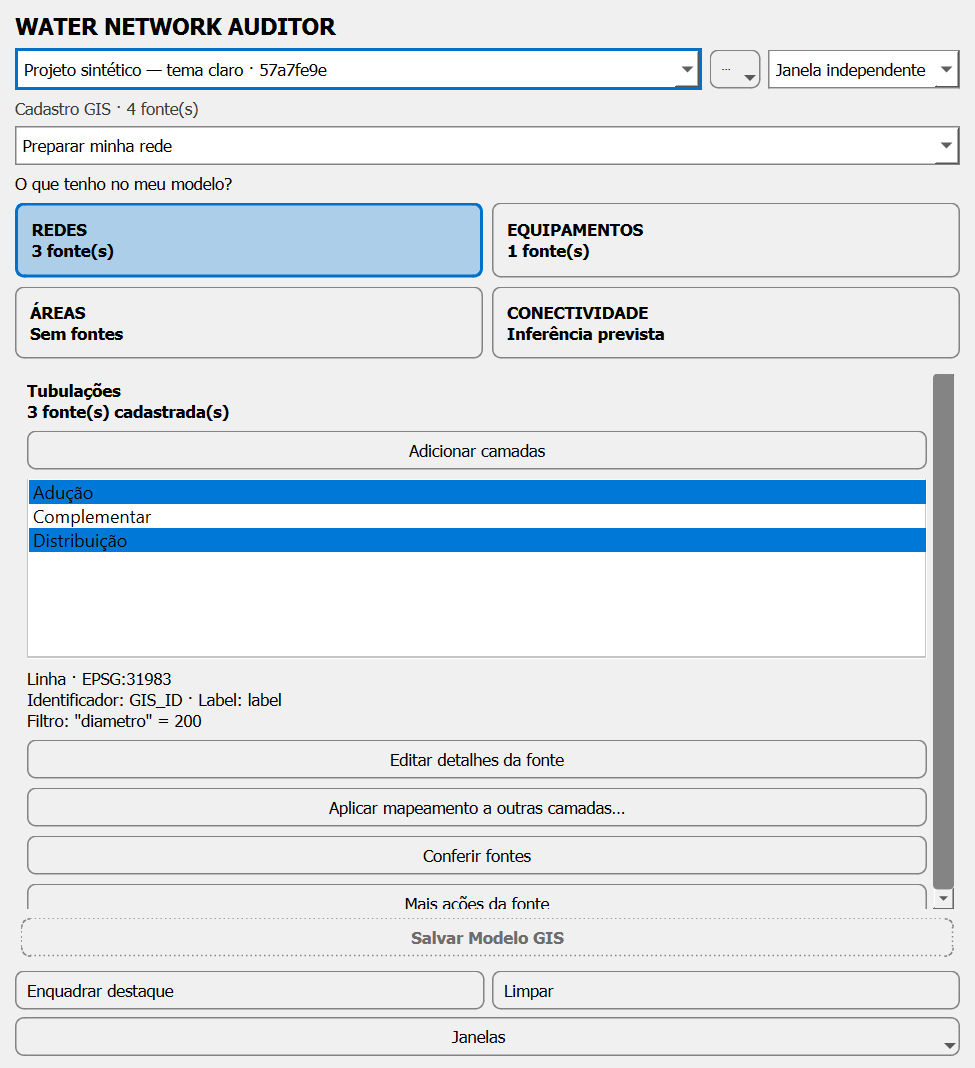 WATER NETWORK AUDITOR
Projeto sintético — tema claro · 57a7fe9e
...
Janela independente
Cadastro GIS · 4 fonte(s)
Preparar minha rede
O que tenho no meu modelo?
REDES
3 fonte(s)
EQUIPAMENTOS
1 fonte(s)
ÁREAS
Sem fontes
CONECTIVIDADE
Inferência prevista
Tubulações
3 fonte(s) cadastrada(s)
Adicionar camadas
Adução
Complementar
Distribuição
Linha · EPSG:31983
Identificador: GIS_ID · Label: label
Filtro: "diametro" = 200
Editar detalhes da fonte
Aplicar mapeamento a outras camadas...
Conferir fontes
Mais ações da fonte
Salvar Modelo GIS
Enquadrar destaque
Limpar
Janelas